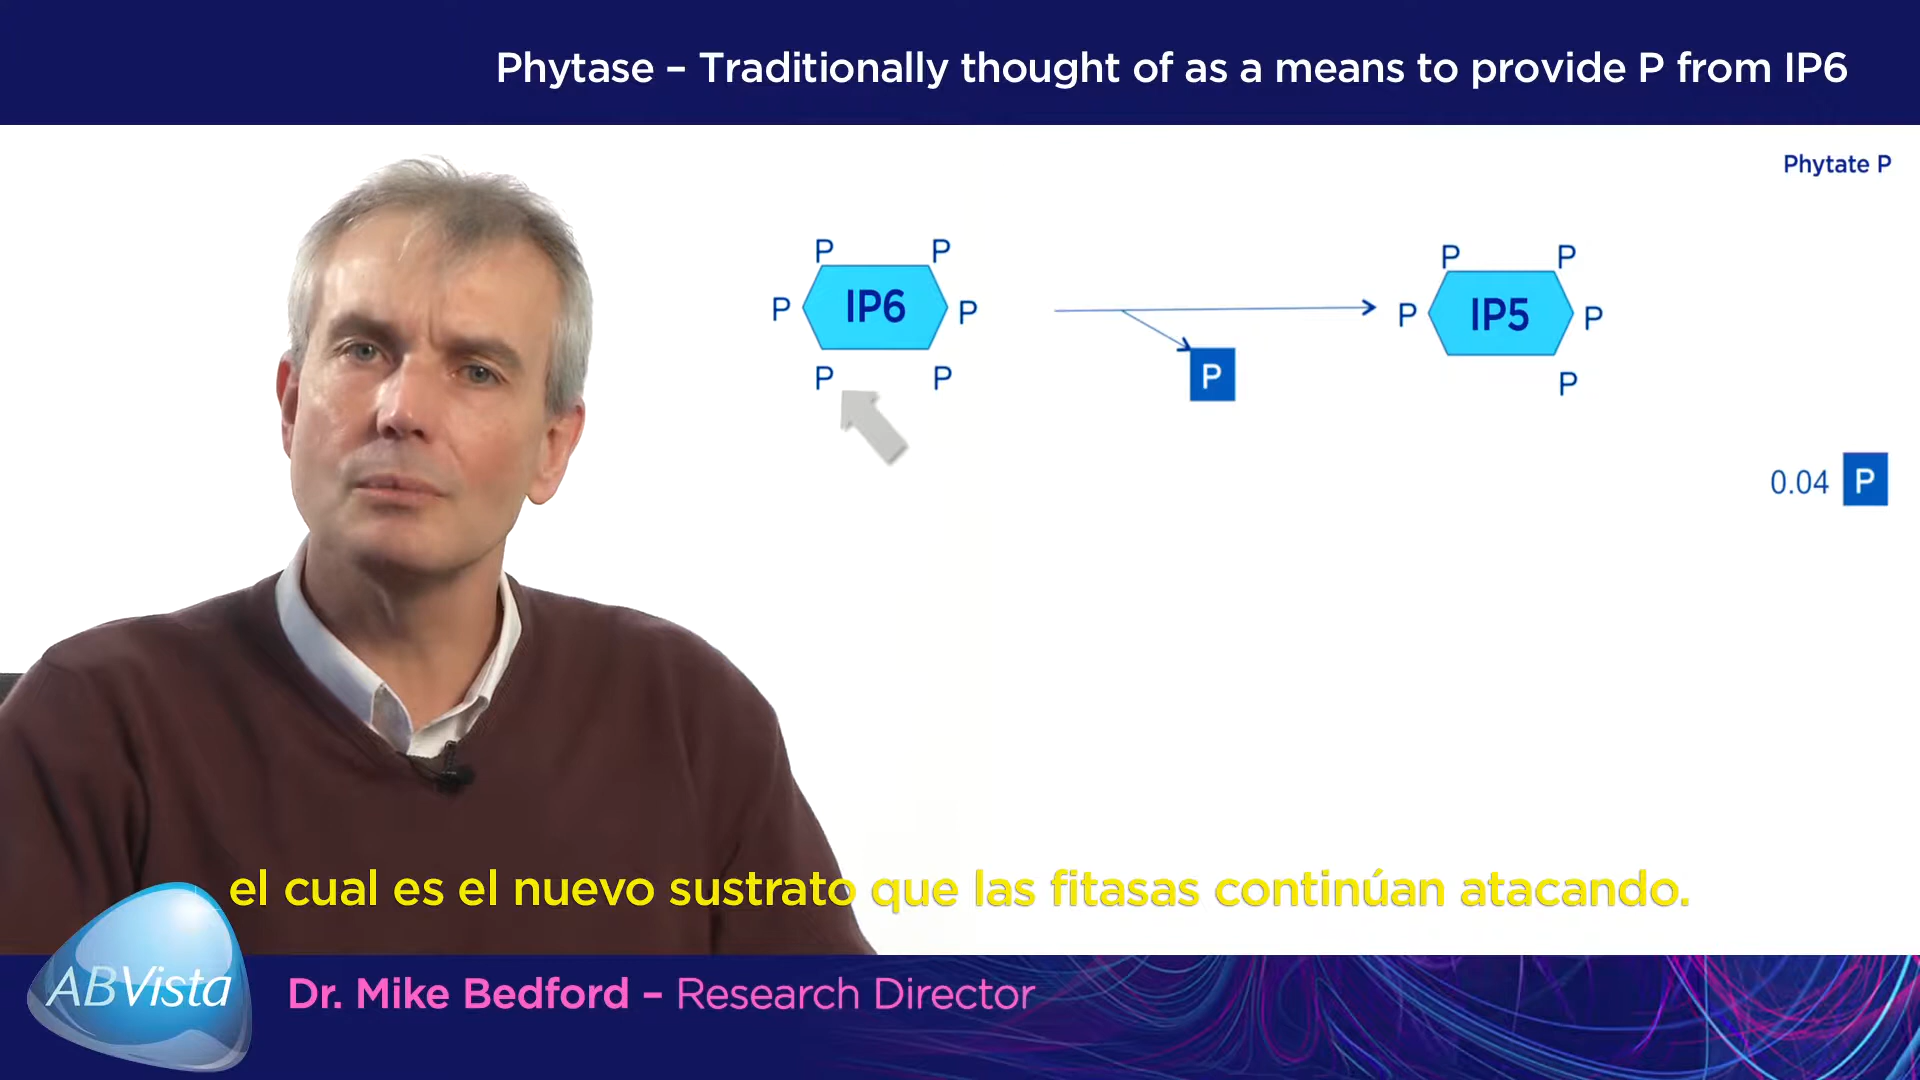 Phytase – Traditionally thought of as a means to provide P from IP6
Phytate P
P P
P IP6 P
P P
P P
P IP5 P
P
P
0.04 P
el cual es el nuevo sustrato que las fitasas continúan atacando.
ABVista
Dr. Mike Bedford – Research Director